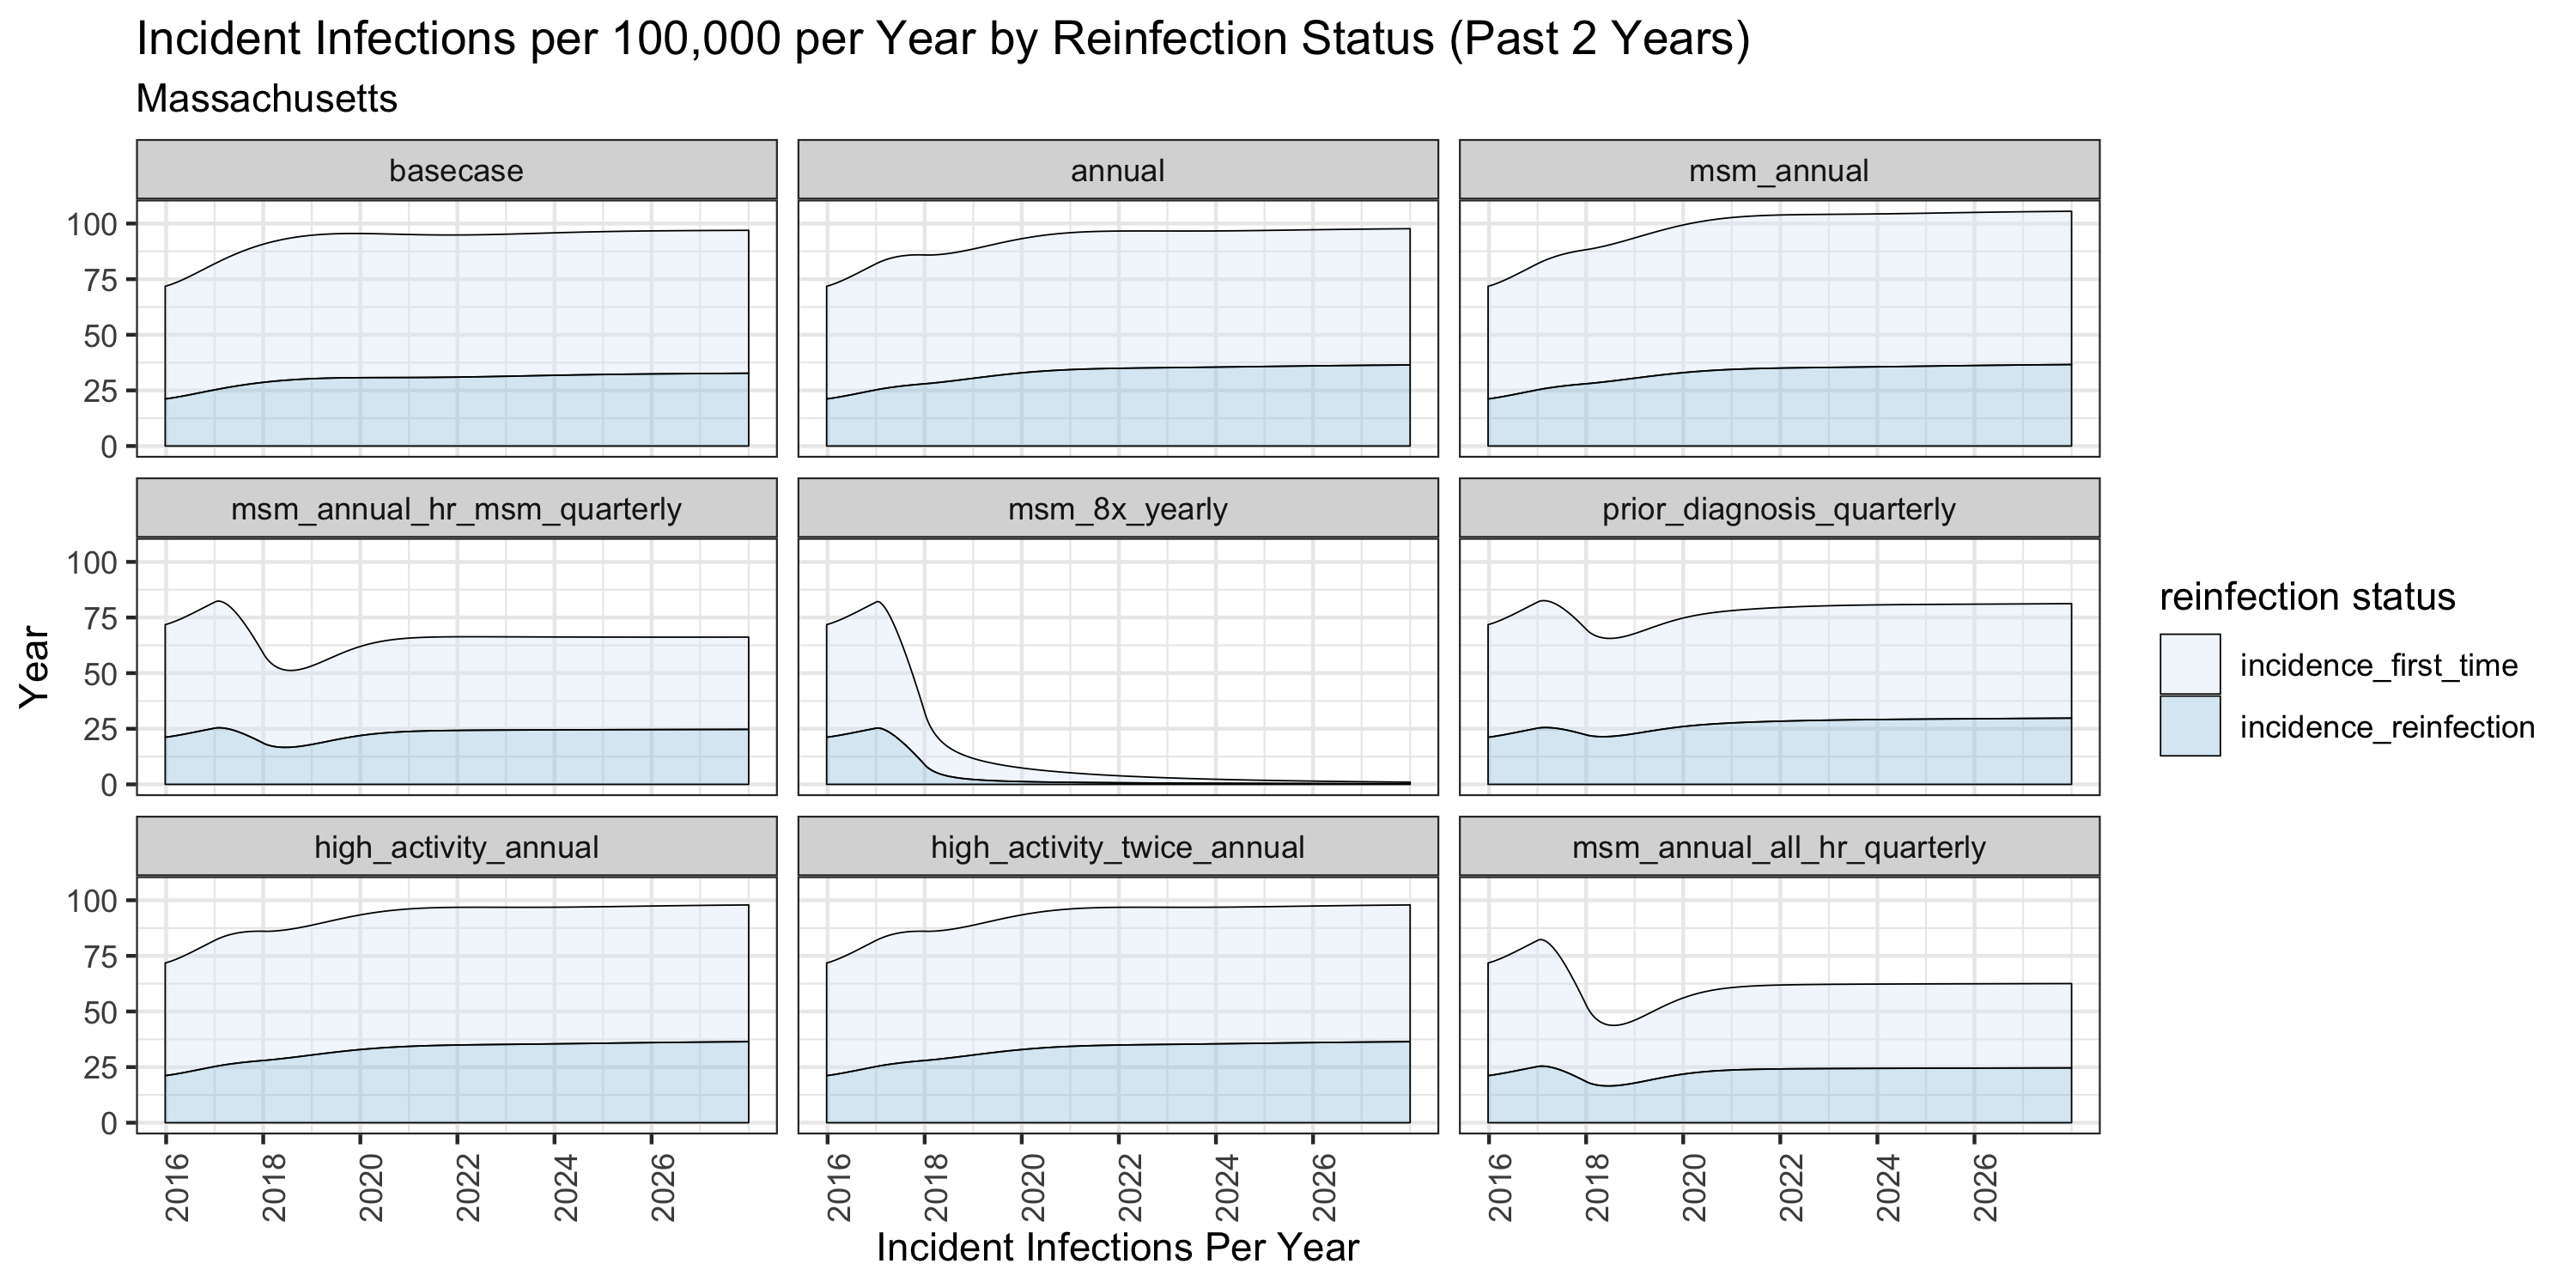 Incident Infections per 100,000 per Year by Reinfection Status (Past 2 Years)
Massachusetts
basecase
annual
msm_annual
100
75
50
25
0
msm_annual_hr_msm_quarterly
msm_8x_yearly
prior_diagnosis_quarterly
100
75
50
25
0
high_activity_annual
high_activity_twice_annual
msm_annual_all_hr_quarterly
100
75
50
25
0
2016 2018 2020 2022 2024 2026
2016 2018 2020 2022 2024 2026
2016 2018 2020 2022 2024 2026
Year
Incident Infections Per Year
reinfection status
incidence_first_time
incidence_reinfection